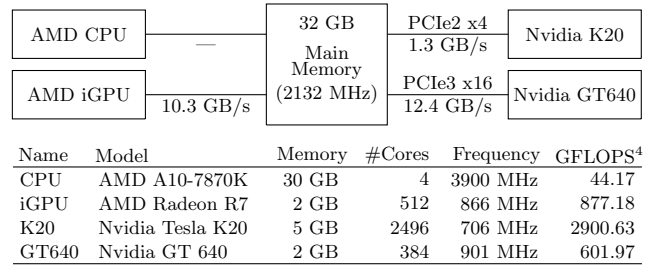 AMD CPU
—
32 GB
Main
Memory
(2132 MHz)
PCIe2 x4
1.3 GB/s
Nvidia K20
AMD iGPU
10.3 GB/s
PCIe3 x16
12.4 GB/s
Nvidia GT640
Name Model Memory #Cores Frequency GFLOPS⁴
CPU AMD A10-7870K 30 GB 4 3900 MHz 44.17
iGPU AMD Radeon R7 2 GB 512 866 MHz 877.18
K20 Nvidia Tesla K20 5 GB 2496 706 MHz 2900.63
GT640 Nvidia GT 640 2 GB 384 901 MHz 601.97